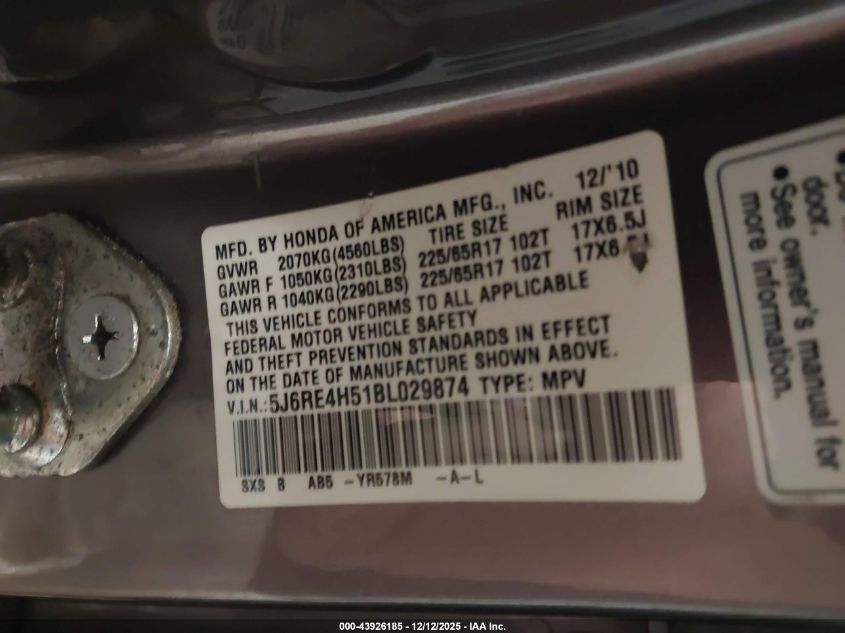 MFD. BY HONDA OF AMERICA MFG., INC. 12/'10
GVWR 2070KG(4560LBS) TIRE SIZE RIM SIZE
GAWR F 1050KG(2310LBS) 225/65R17 102T 17X6.5J
GAWR R 1040KG(2290LBS) 225/65R17 102T 17X6.5J
THIS VEHICLE CONFORMS TO ALL APPLICABLE
FEDERAL MOTOR VEHICLE SAFETY
AND THEFT PREVENTION STANDARDS IN EFFECT
ON THE DATE OF MANUFACTURE SHOWN ABOVE.
V.I.N.:5J6RE4H51BL029874 TYPE: MPV
SXS B AB5 -YR578M -A-L
door.
•See owner's manual for
more information.
000-43926185 - 12/12/2025 - IAA Inc.